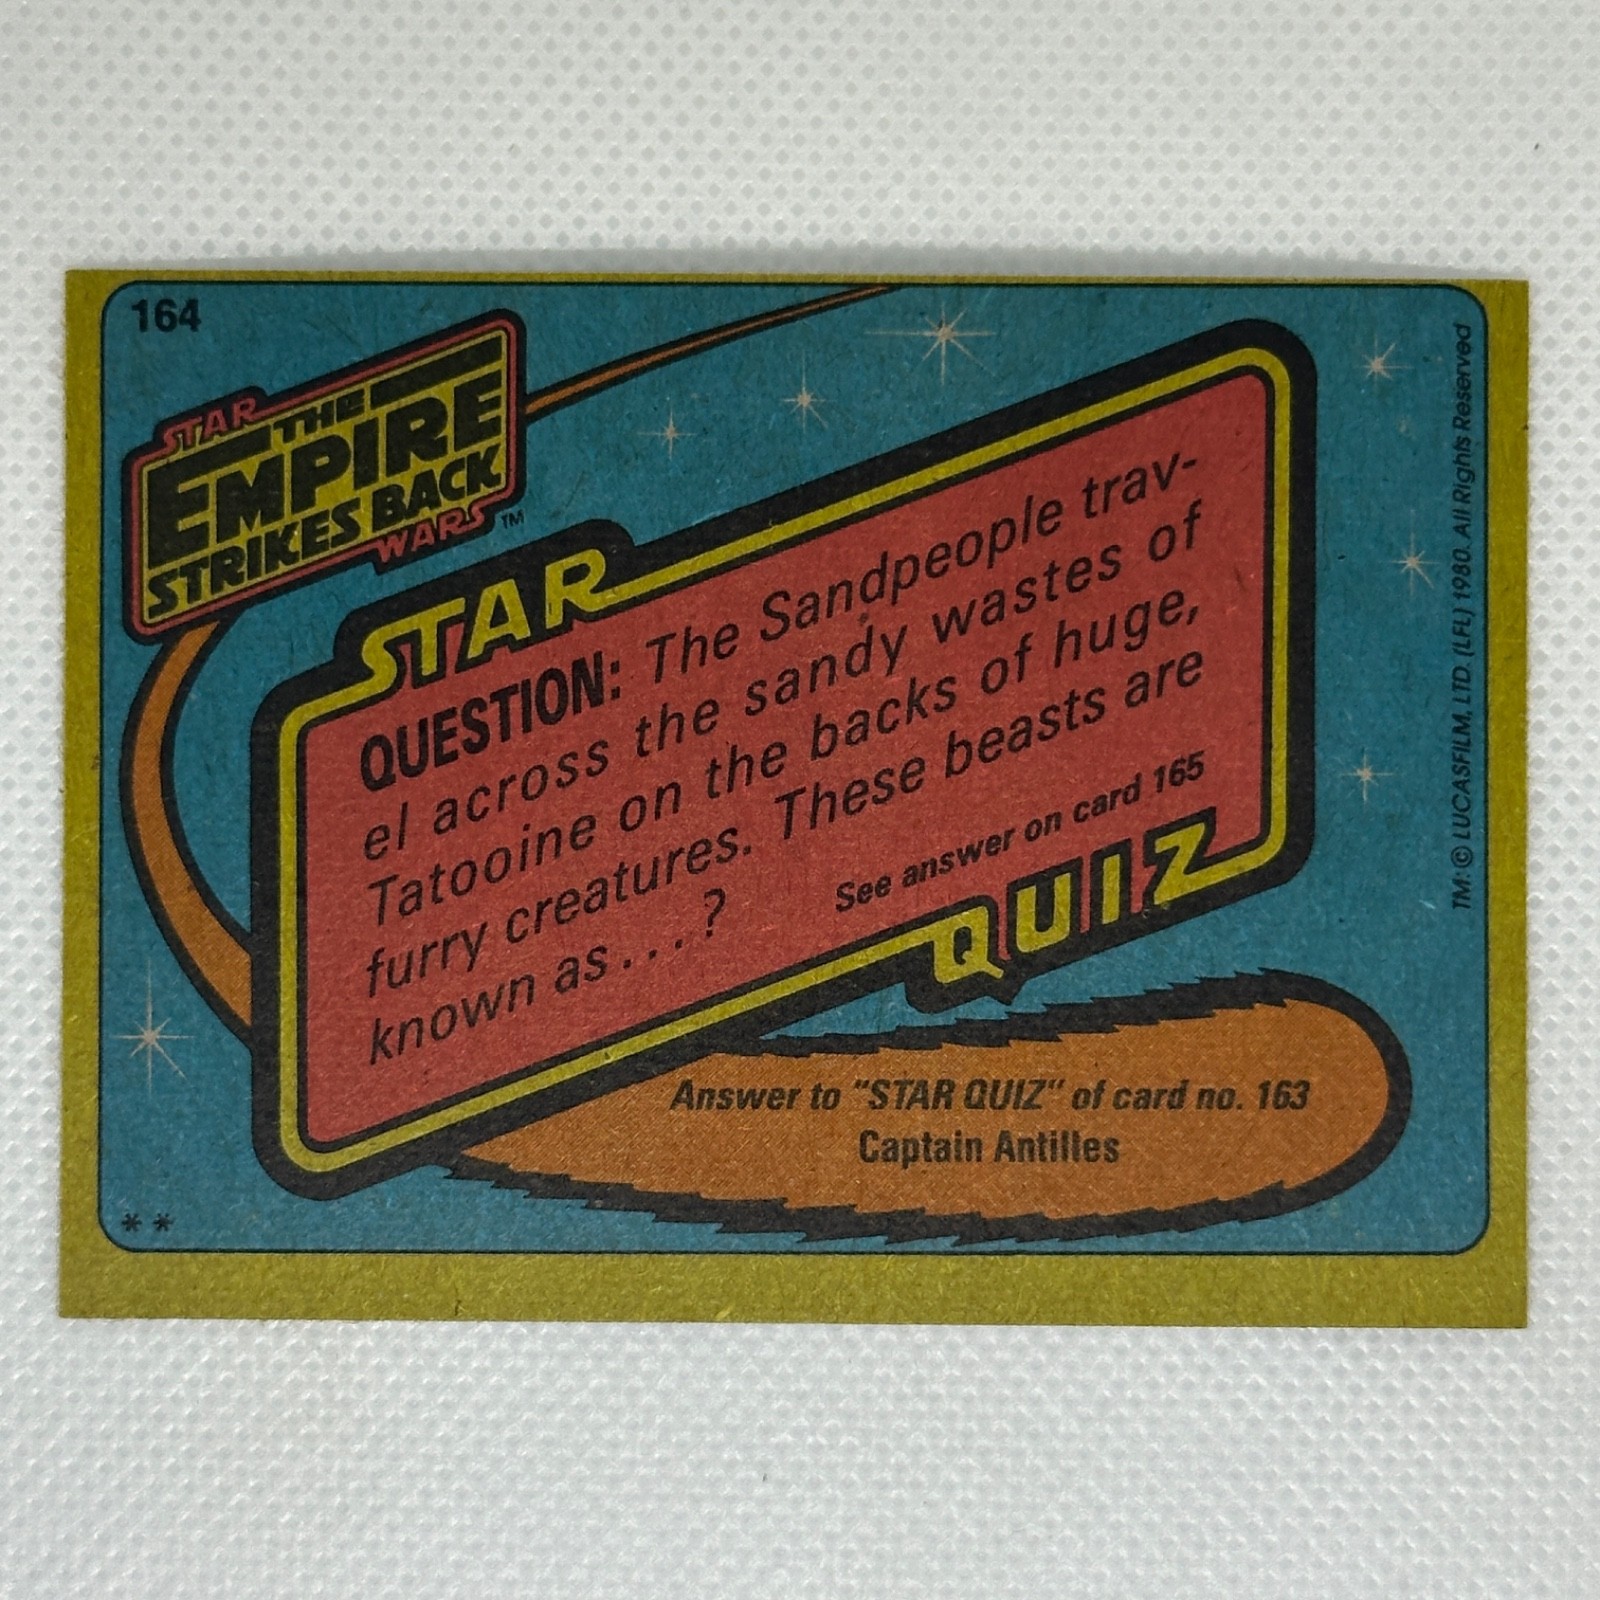 164
STAR
THE
EMPIRE
STRIKES BACK
WARS™
STAR
QUESTION: The Sandpeople trav-
el across the sandy wastes of
Tatooine on the backs of huge,
furry creatures. These beasts are
known as...?
See answer on card 165
QUIZ
Answer to "STAR QUIZ" of card no. 163
Captain Antilles
* *
TM: © LUCASFILM, LTD. (LFL) 1980. All Rights Reserved